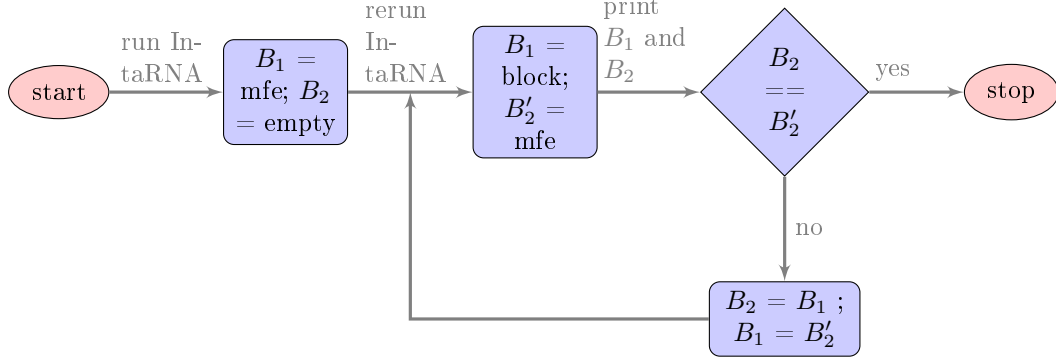 start
run In-
taRNA
B₁ =
mfe; B₂
= empty
rerun
In-
taRNA
B₁ =
block;
B₂′ =
mfe
print
B₁ and
B₂
B₂
==
B₂′
yes
stop
no
B₂ = B₁ ;
B₁ = B₂′